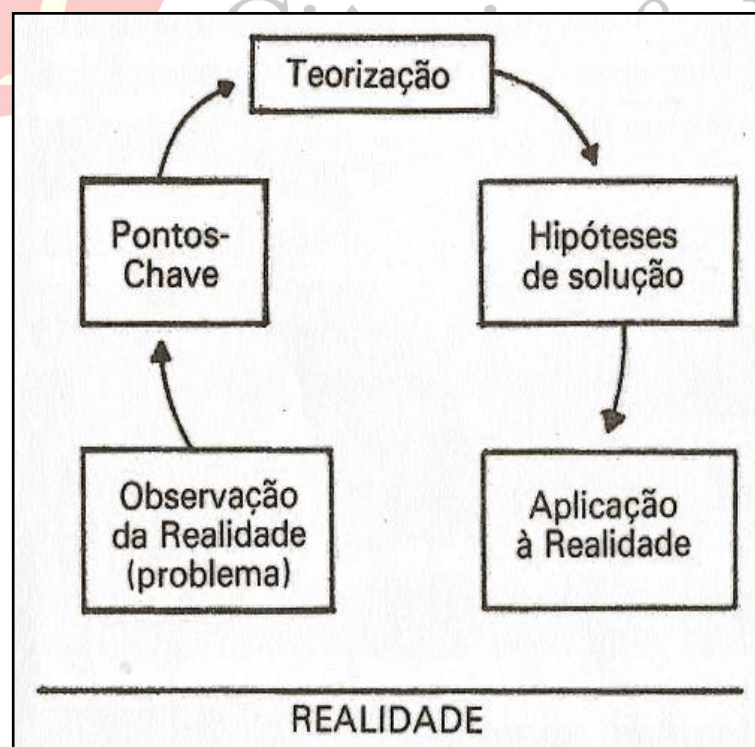 Teorização
Pontos-
Chave
Hipóteses
de solução
Observação
da Realidade
(problema)
Aplicação
à Realidade
REALIDADE